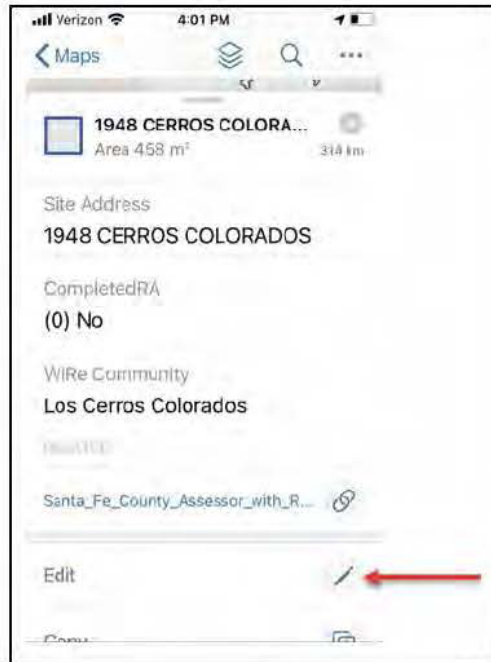 Verizon 4:01 PM
Maps
1948 CERROS COLORA...
Area 458 m²
314 km
Site Address
1948 CERROS COLORADOS
CompletedRA
(0) No
WiRe Community
Los Cerros Colorados
Santa_Fe_County_Assessor_with_R...
Edit
Copy